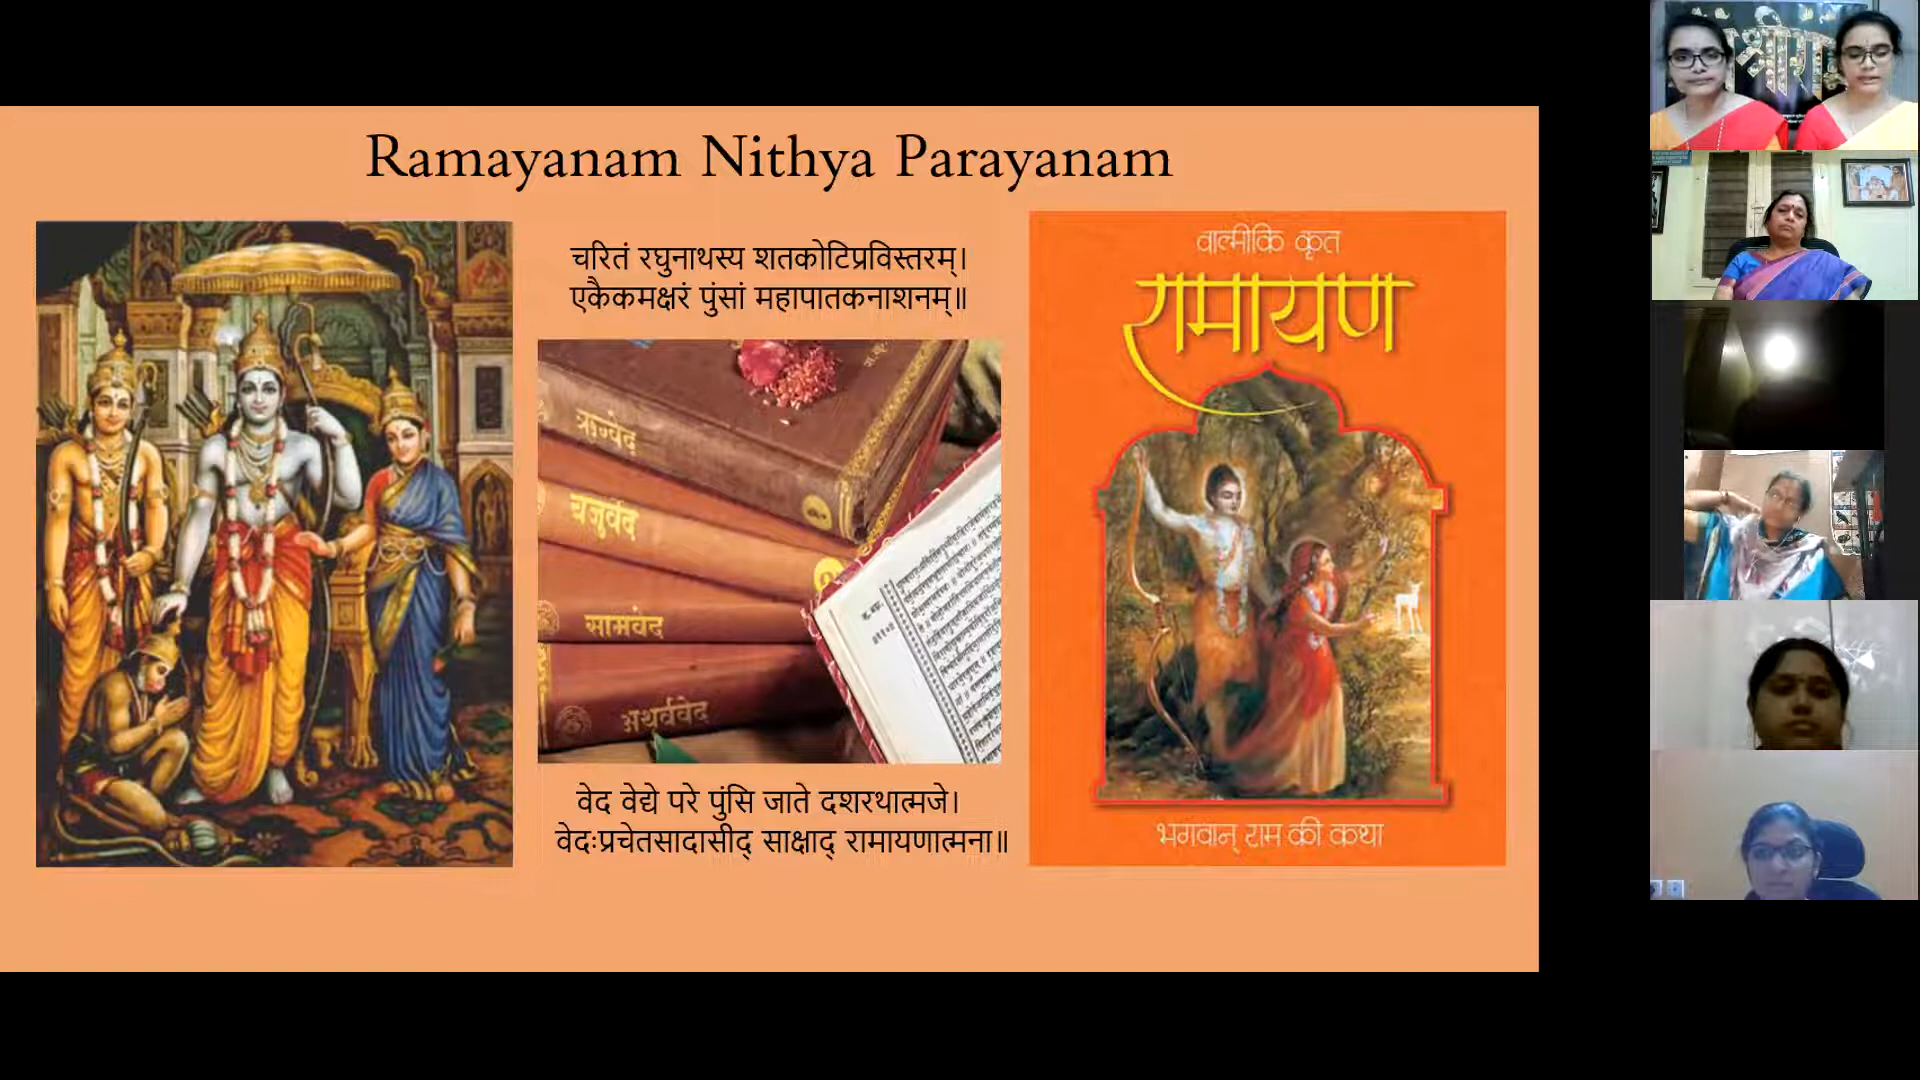 Ramayanam Nithya Parayanam
चरितं रघुनाथस्य शतकोटिप्रविस्तरम्।
एकैकमक्षरं पुंसां महापातकनाशनम्॥
ऋग्वेद
यजुर्वेद
सामवेद
अथर्ववेद
वेद वेद्ये परे पुंसि जाते दशरथात्मजे।
वेदःप्रचेतसादासीद् साक्षाद् रामायणात्मना॥
वाल्मीकि कृत
रामायण
भगवान् राम की कथा